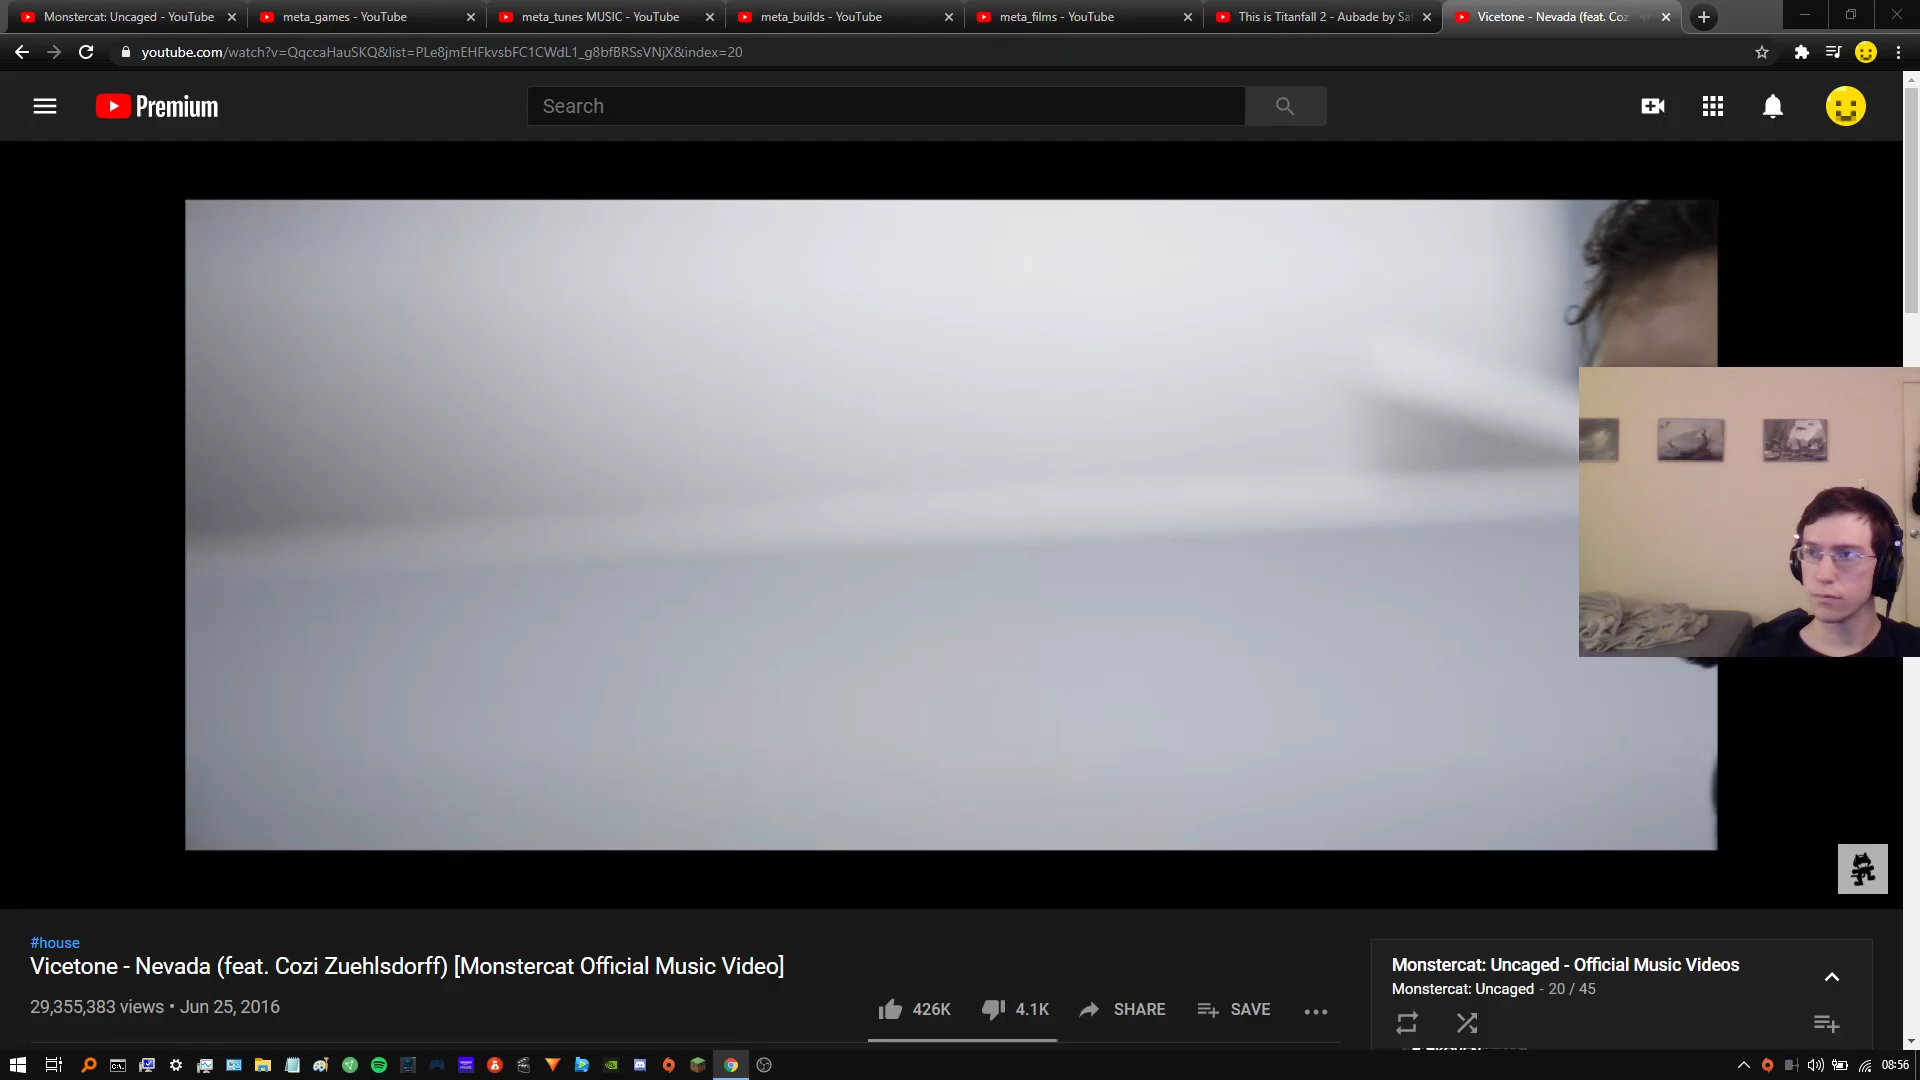 Monstercat: Uncaged - YouTube
meta_games - YouTube
meta_tunes MUSIC - YouTube
meta_builds - YouTube
meta_films - YouTube
This is Titanfall 2 - Aubade by Sa
Vicetone - Nevada (feat. Coz
youtube.com/watch?v=QqccaHauSKQ&list=PLe8jmEHFkvsbFC1CWdL1_g8bfBRSsVNjX&index=20
Premium
Search
#house
Vicetone - Nevada (feat. Cozi Zuehlsdorff) [Monstercat Official Music Video]
29,355,383 views • Jun 25, 2016
426K
4.1K
SHARE
SAVE
Monstercat: Uncaged - Official Music Videos
Monstercat: Uncaged - 20 / 45
08:56